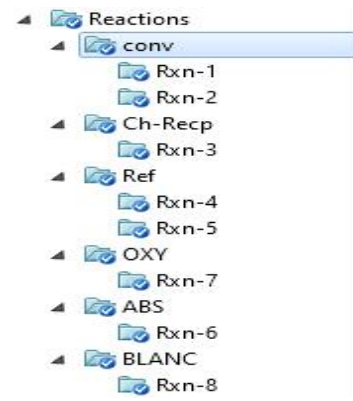 Reactions
conv
Rxn-1
Rxn-2
Ch-Recp
Rxn-3
Ref
Rxn-4
Rxn-5
OXY
Rxn-7
ABS
Rxn-6
BLANC
Rxn-8